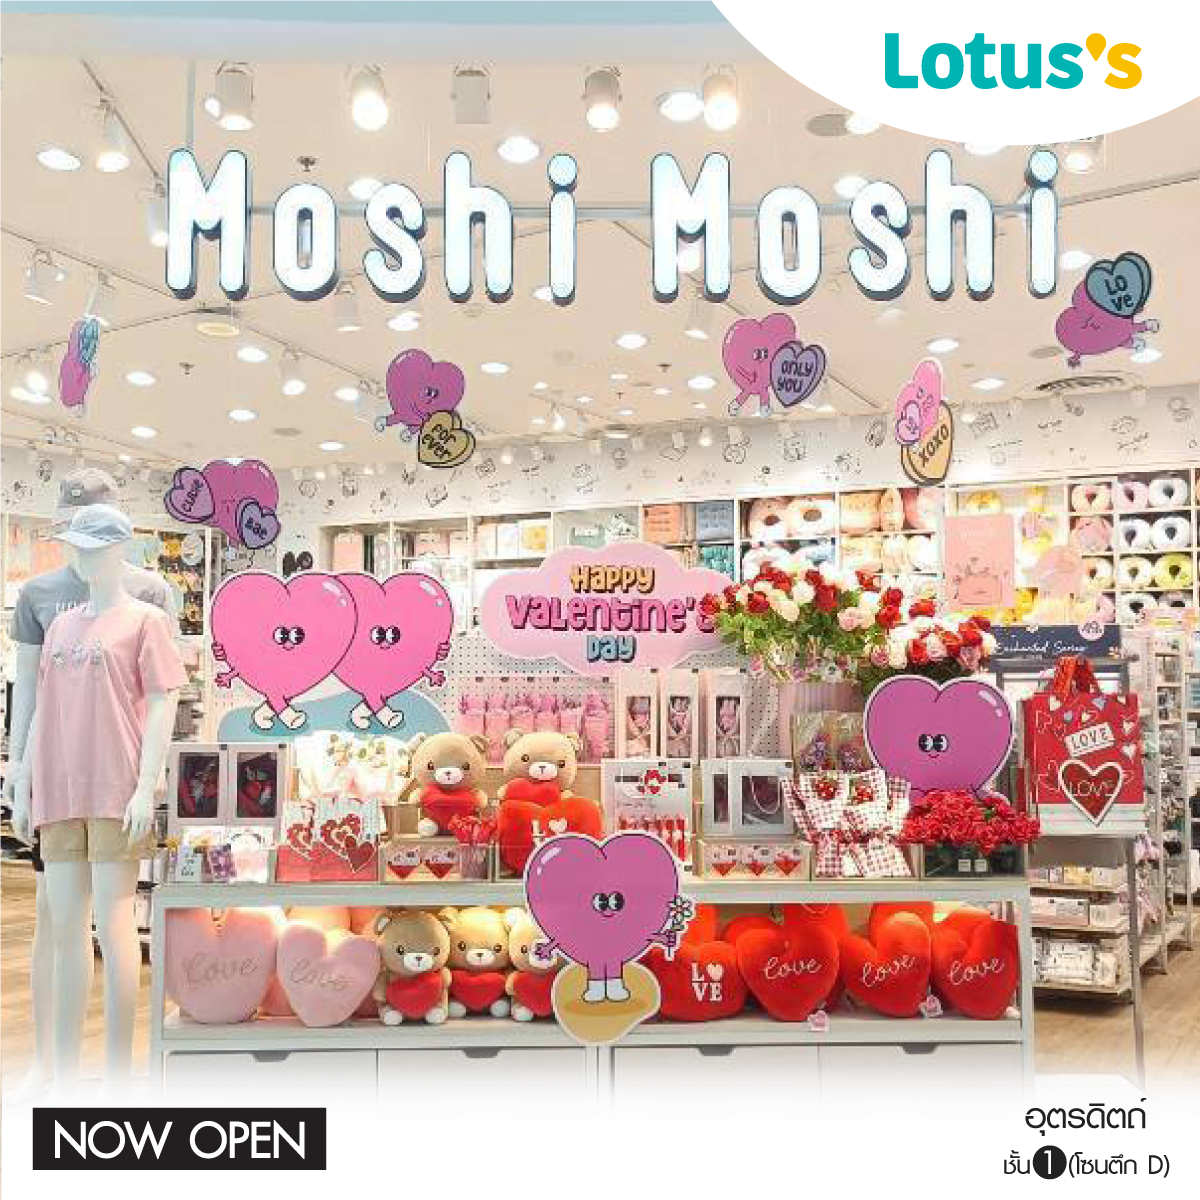 Lotus's
Moshi Moshi
LOVE
ONLY YOU
FOR EVER
XOXO
CUTIE
BAE
HAPPY
VALENTINE'S
DAY
Enchanted Series
LOVE
LOVE
LO
Love
Love
LOVE
Love
Love
Love
NOW OPEN
อุตรดิตถ์
ชั้น 1 (โซนตึก D)